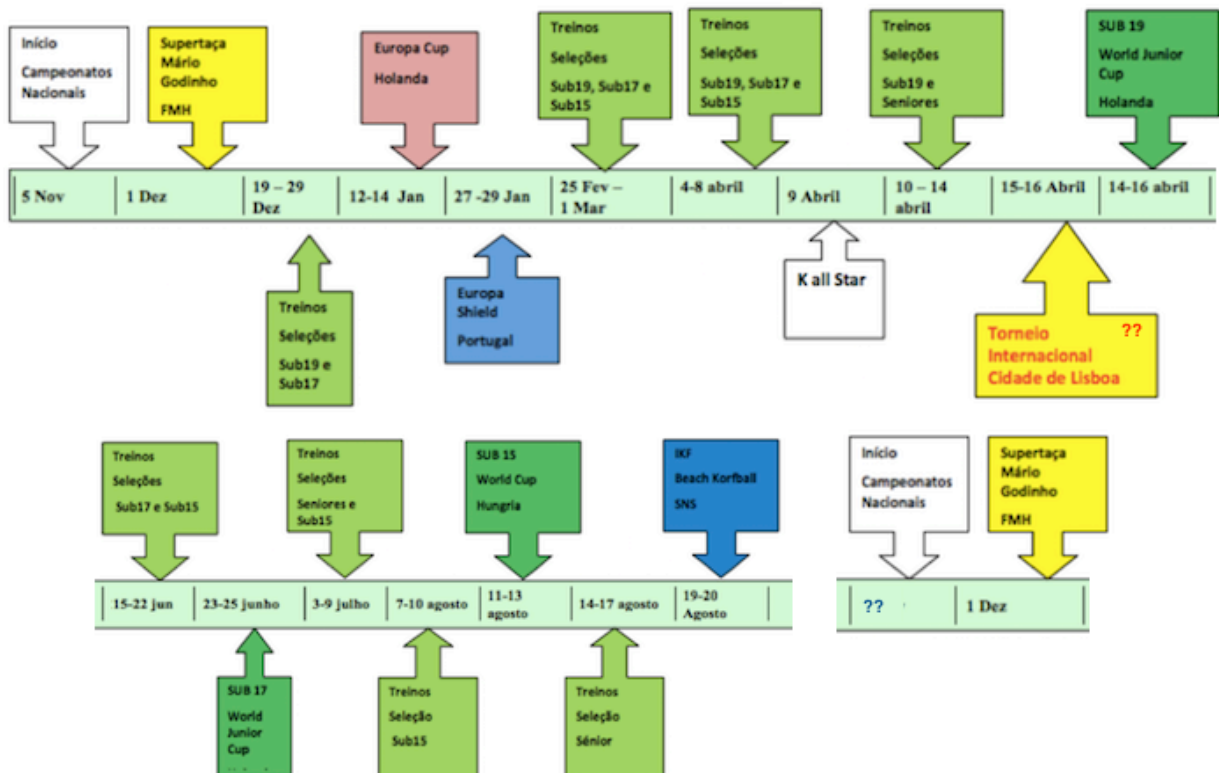 Início
Campeonatos
Nacionais
Supertaça
Mário
Godinho
FMH
Europa Cup
Holanda
Treinos
Seleções
Sub19, Sub17 e
Sub15
Treinos
Seleções
Sub19, Sub17 e
Sub15
Treinos
Seleções
Sub19 e
Seniores
SUB 19
World Junior
Cup
Holanda
5 Nov
1 Dez
19 – 29
Dez
12-14 Jan
27 -29 Jan
25 Fev –
1 Mar
4-8 abril
9 Abril
10 – 14
abril
15-16 Abril
14-16 abril
Treinos
Seleções
Sub19 e
Sub17
Europa
Shield
Portugal
K all Star
Torneio ??
Internacional
Cidade de Lisboa
Treinos
Seleções
Sub17 e Sub15
Treinos
Seleções
Seniores e
Sub15
SUB 15
World Cup
Hungria
IKF
Beach Korfball
SNS
Início
Campeonatos
Nacionais
Supertaça
Mário
Godinho
FMH
15-22 jun
23-25 junho
3-9 julho
7-10 agosto
11-13
agosto
14-17 agosto
19-20
Agosto
??
1 Dez
SUB 17
World
Junior
Cup
Treinos
Seleção
Sub15
Treinos
Seleção
Sénior